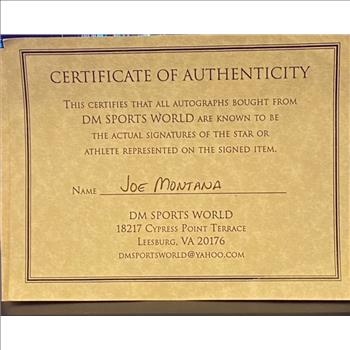 CERTIFICATE OF AUTHENTICITY
THIS CERTIFIES THAT ALL AUTOGRAPHS BOUGHT FROM
DM SPORTS WORLD ARE KNOWN TO BE
THE ACTUAL SIGNATURES OF THE STAR OR
ATHLETE REPRESENTED ON THE SIGNED ITEM.
NAME JOE MONTANA
DM SPORTS WORLD
18217 CYPRESS POINT TERRACE
LEESBURG, VA 20176
DMSPORTSWORLD@YAHOO.COM